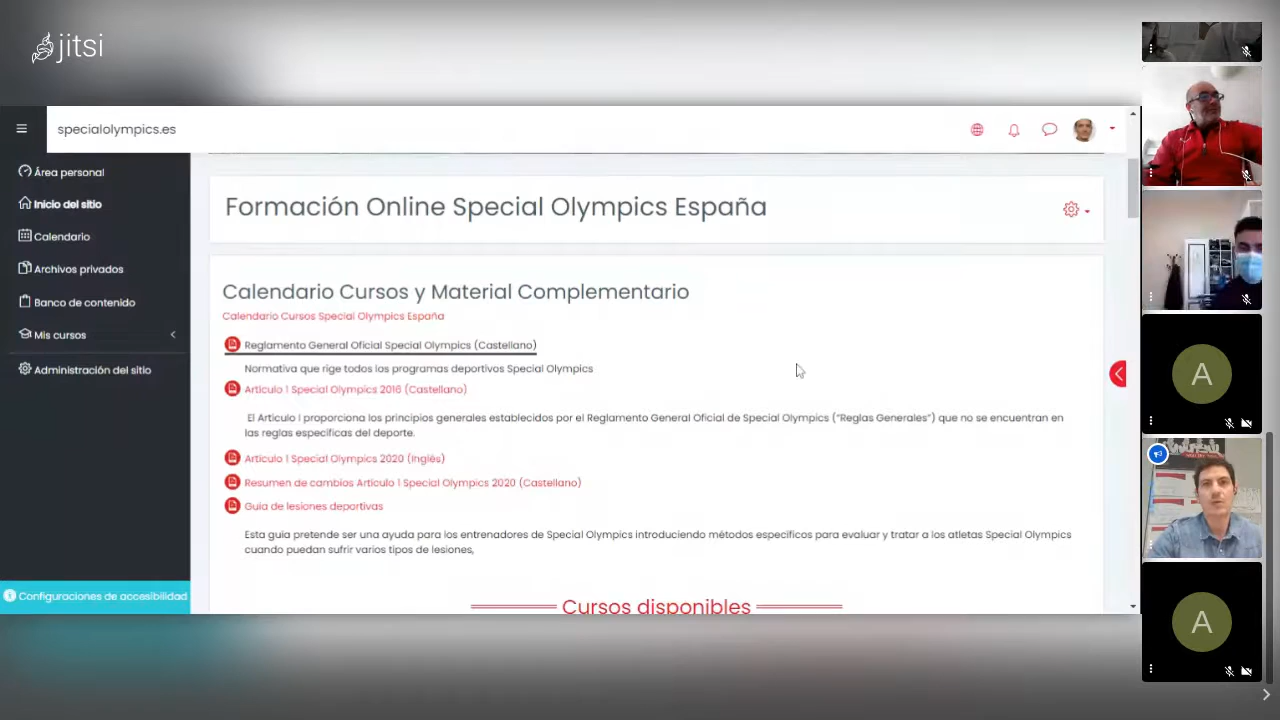 jitsi
specialolympics.es
Área personal
Inicio del sitio
Calendario
Archivos privados
Banco de contenido
Mis cursos
Administración del sitio
Configuraciones de accesibilidad
Formación Online Special Olympics España
Calendario Cursos y Material Complementario
Calendario Cursos Special Olympics España
Reglamento General Oficial Special Olympics (Castellano)
Normativa que rige todos los programas deportivos Special Olympics
Artículo 1 Special Olympics 2016 (Castellano)
El Artículo I proporciona los principios generales establecidos por el Reglamento General Oficial de Special Olympics (“Reglas Generales”) que no se encuentran en
las reglas específicas del deporte.
Artículo 1 Special Olympics 2020 (Inglés)
Resumen de cambios Artículo 1 Special Olympics 2020 (Castellano)
Guía de lesiones deportivas
Esta guía pretende ser una ayuda para los entrenadores de Special Olympics introduciendo métodos específicos para evaluar y tratar a los atletas Special Olympics
cuando puedan sufrir varios tipos de lesiones,
Cursos disponibles
A
A